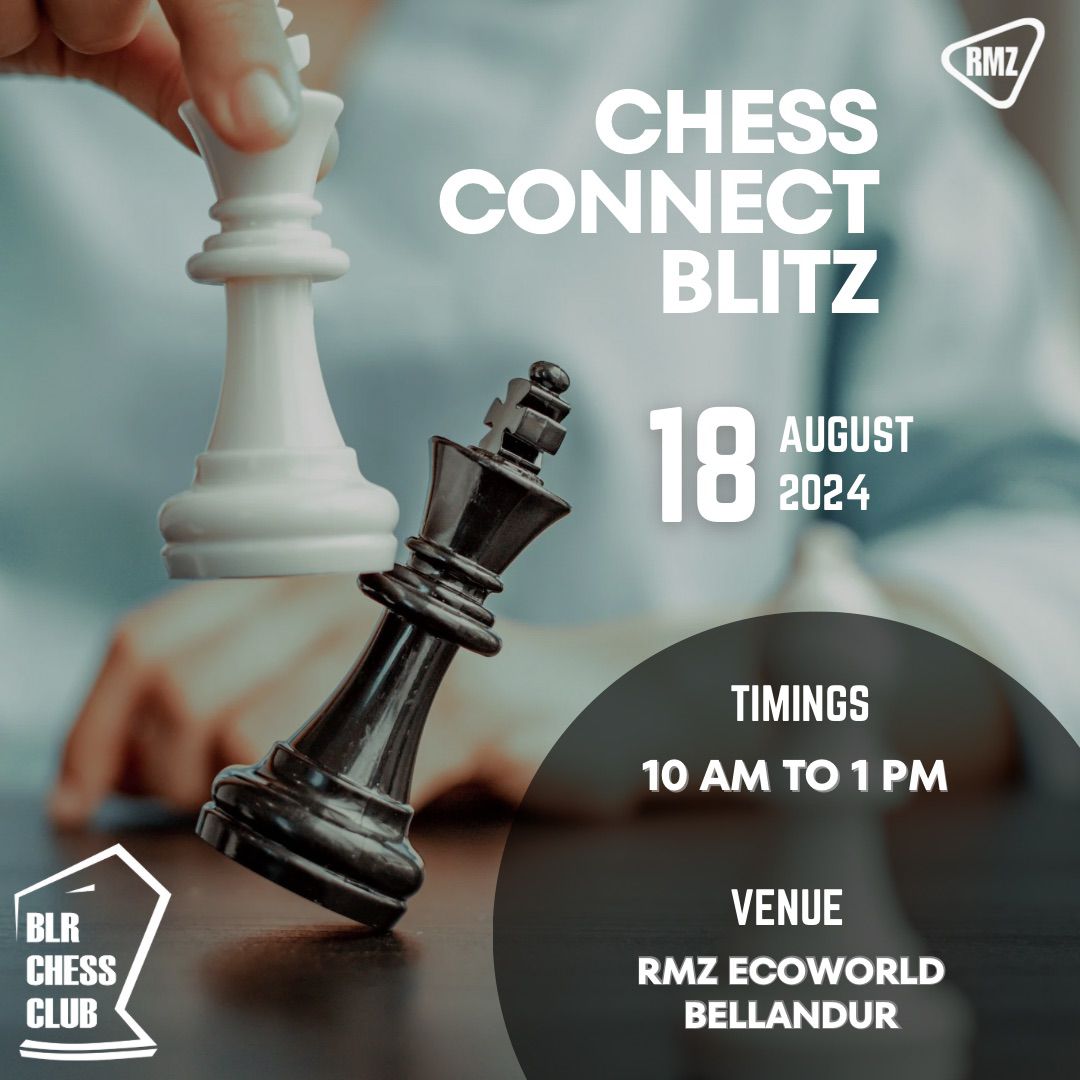 RMZ
CHESS
CONNECT
BLITZ
18 AUGUST
2024
TIMINGS
10 AM TO 1 PM
VENUE
RMZ ECOWORLD
BELLANDUR
BLR
CHESS
CLUB